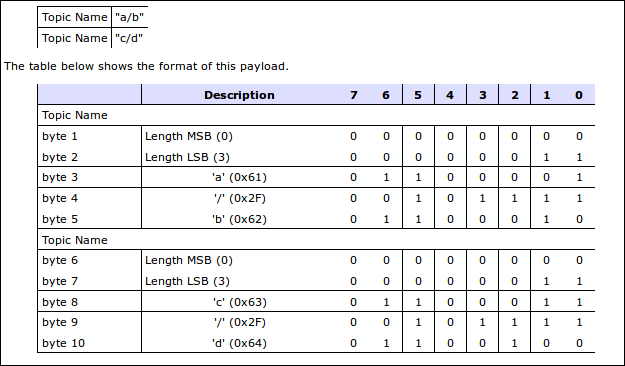 Topic Name "a/b"
Topic Name "c/d"
The table below shows the format of this payload.
Description 7 6 5 4 3 2 1 0
Topic Name
byte 1 Length MSB (0) 0 0 0 0 0 0 0 0
byte 2 Length LSB (3) 0 0 0 0 0 0 1 1
byte 3 'a' (0x61) 0 1 1 0 0 0 0 1
byte 4 '/' (0x2F) 0 0 1 0 1 1 1 1
byte 5 'b' (0x62) 0 1 1 0 0 0 1 0
Topic Name
byte 6 Length MSB (0) 0 0 0 0 0 0 0 0
byte 7 Length LSB (3) 0 0 0 0 0 0 1 1
byte 8 'c' (0x63) 0 1 1 0 0 0 1 1
byte 9 '/' (0x2F) 0 0 1 0 1 1 1 1
byte 10 'd' (0x64) 0 1 1 0 0 1 0 0